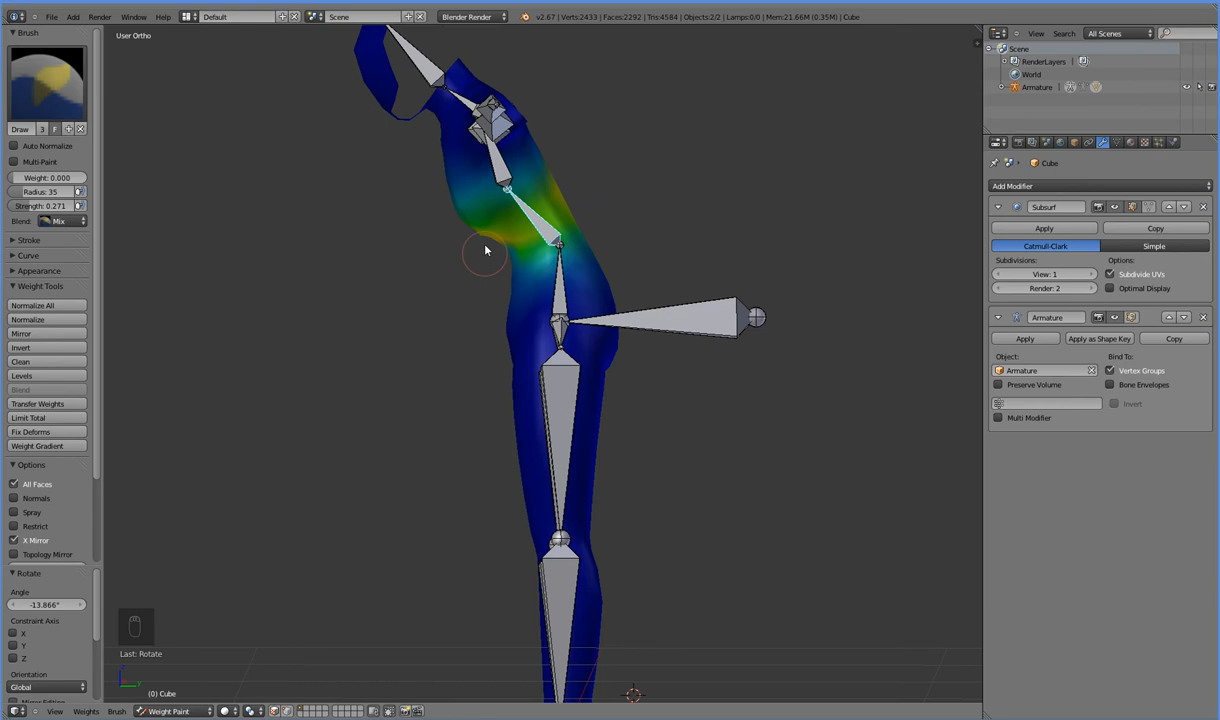 File Add Render Window Help Default Scene Blender Render v2.67 | Verts:2433 | Faces:2292 | Tris:4584 | Objects:2/2 | Lamps:0/0 | Mem:21.66M (0.35M) | Cube
Brush
Draw 3 F
Auto Normalize
Multi-Paint
Weight: 0.000
Radius: 35
Strength: 0.271
Blend: Mix
Stroke
Curve
Appearance
Weight Tools
Normalize All
Normalize
Mirror
Invert
Clean
Levels
Blend
Transfer Weights
Limit Total
Fix Deforms
Weight Gradient
Options
All Faces
Normals
Spray
Restrict
X Mirror
Topology Mirror
Rotate
Angle
-13.866°
Constraint Axis
X
Y
Z
Orientation
Global
User Ortho
Last: Rotate
(0) Cube
View Weights Brush Weight Paint
View Search All Scenes
Scene
RenderLayers
World
Armature
Cube
Add Modifier
Subsurf
Apply Copy
Catmull-Clark Simple
Subdivisions: Options:
View: 1 Subdivide UVs
Render: 2 Optimal Display
Armature
Apply Apply as Shape Key Copy
Object: Bind To:
Armature Vertex Groups
Preserve Volume Bone Envelopes
Invert
Multi Modifier